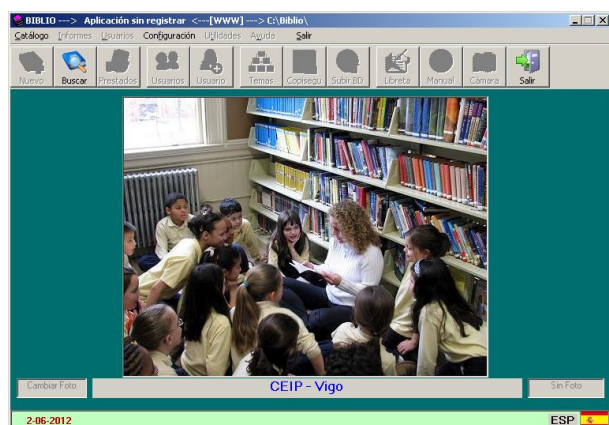 BIBLIO ---> Aplicación sin registrar <---[WWW] ---> C:\Biblio\
Catálogo Informes Usuarios Configuración Utilidades Ayuda Salir
Nuevo Buscar Prestados Usuarios Usuario Temas Copisegu Subir BD Libreta Manual Cámara Salir
Cambiar Foto CEIP - Vigo Sin Foto
2-06-2012 ESP